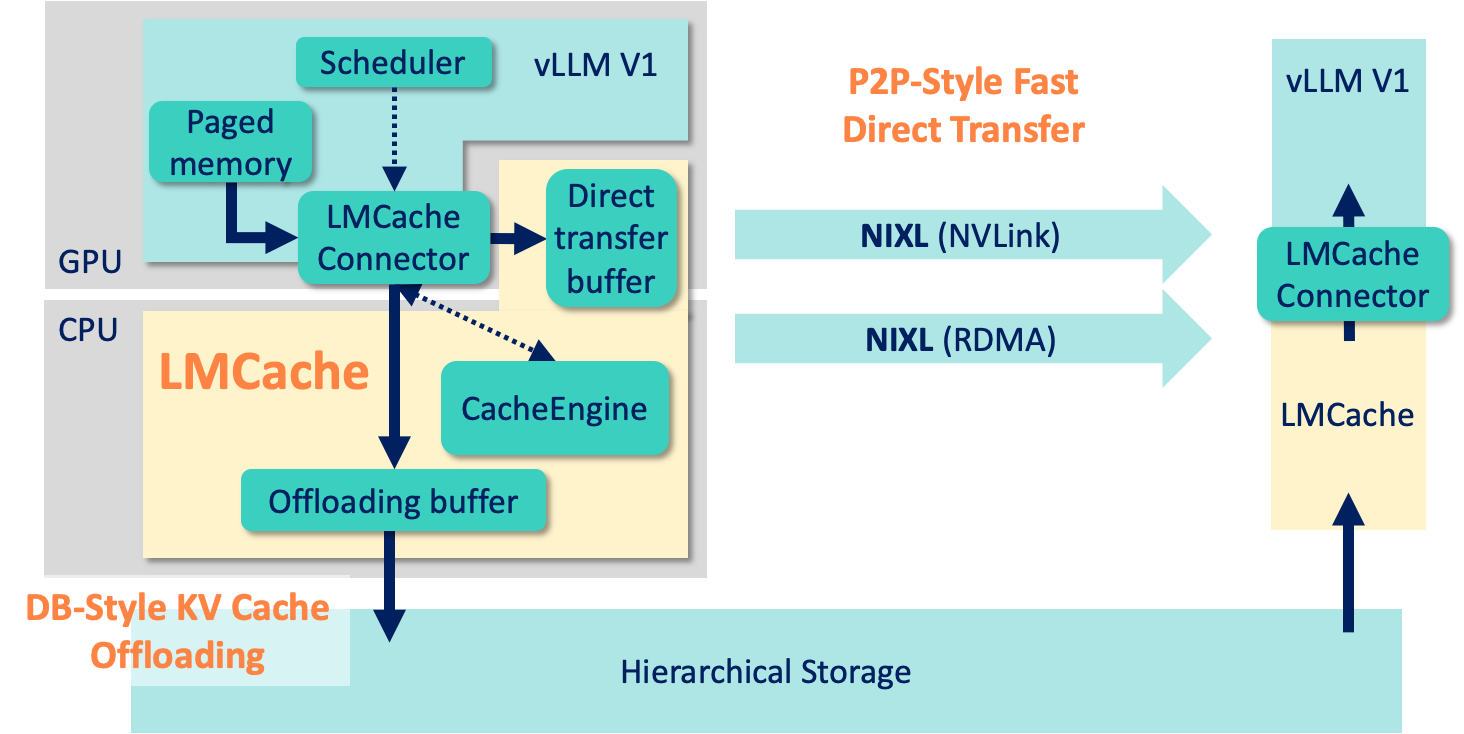 Scheduler
vLLM V1
Paged
memory
LMCache
Connector
Direct
transfer
buffer
GPU
CPU
LMCache
CacheEngine
Offloading buffer
DB-Style KV Cache
Offloading
Hierarchical Storage
P2P-Style Fast
Direct Transfer
NIXL (NVLink)
NIXL (RDMA)
vLLM V1
LMCache
Connector
LMCache